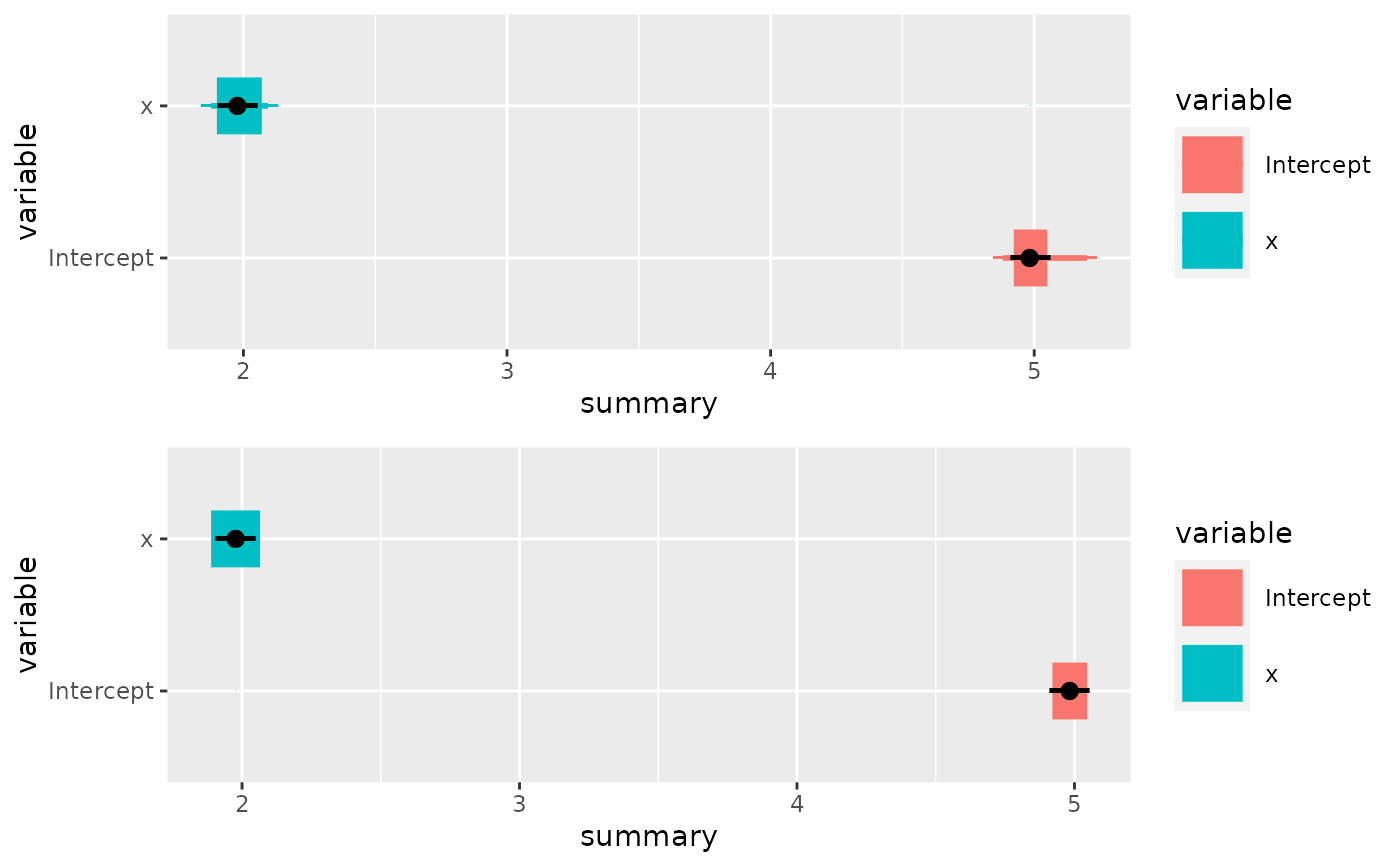 variable
x
Intercept
2 3 4 5
summary
variable
Intercept
x
variable
x
Intercept
2 3 4 5
summary
variable
Intercept
x